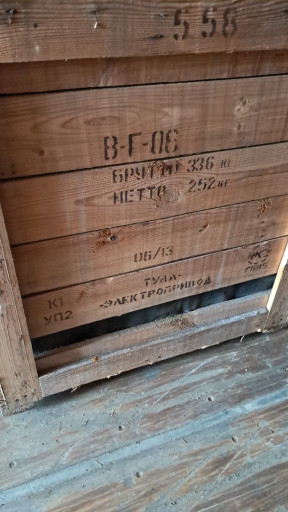 558
В-Г-06
БРУТТО 336 кг
НЕТТО 252 кг
06/13
К1
УП2
ТУЛА-
-ЭЛЕКТРОПРИВОД